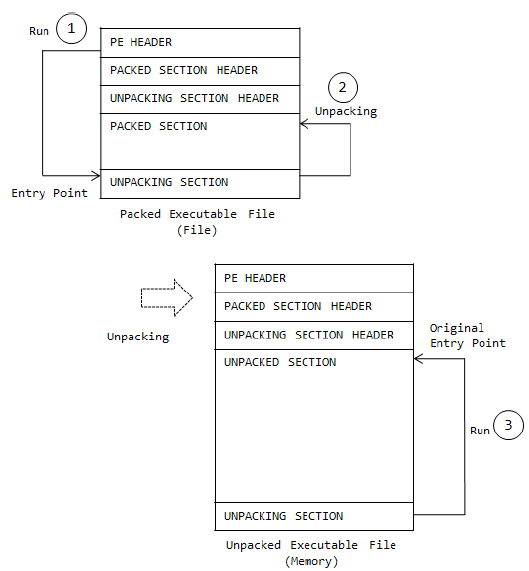 Run 1
PE HEADER
PACKED SECTION HEADER
UNPACKING SECTION HEADER
PACKED SECTION
2
Unpacking
UNPACKING SECTION
Entry Point
Packed Executable File
(File)
Unpacking
PE HEADER
PACKED SECTION HEADER
UNPACKING SECTION HEADER
UNPACKED SECTION
Original
Entry Point
Run 3
UNPACKING SECTION
Unpacked Executable File
(Memory)